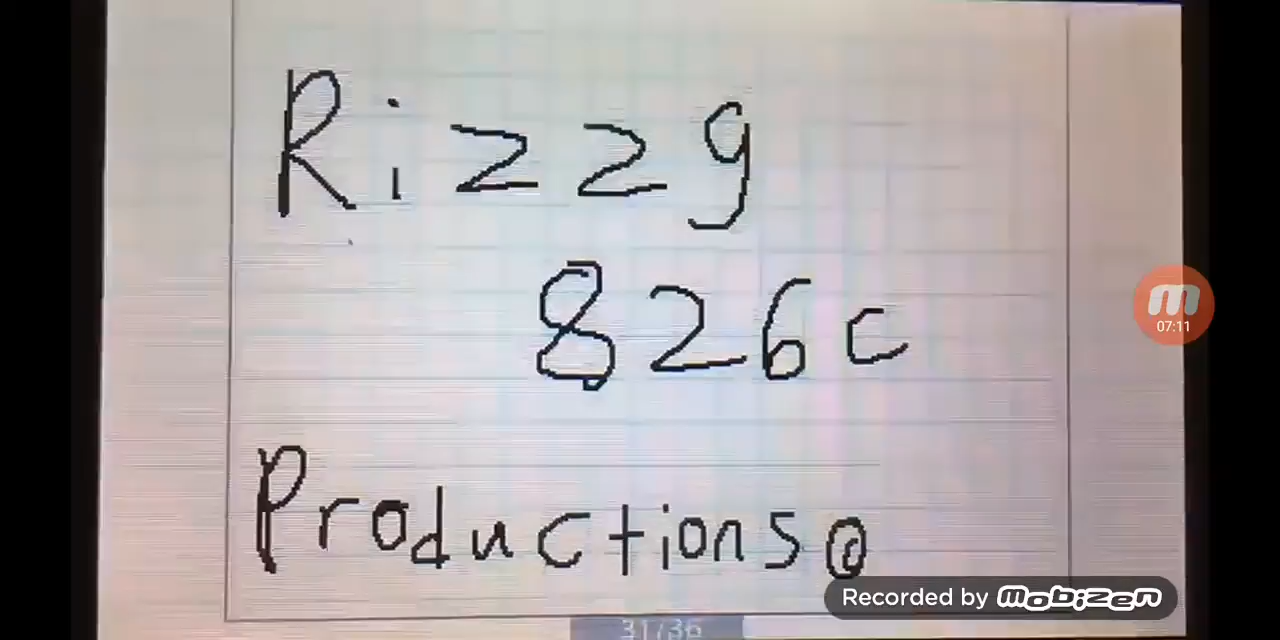 Rizzg
826c
Productions©
07:11
Recorded by mobizen
31/36